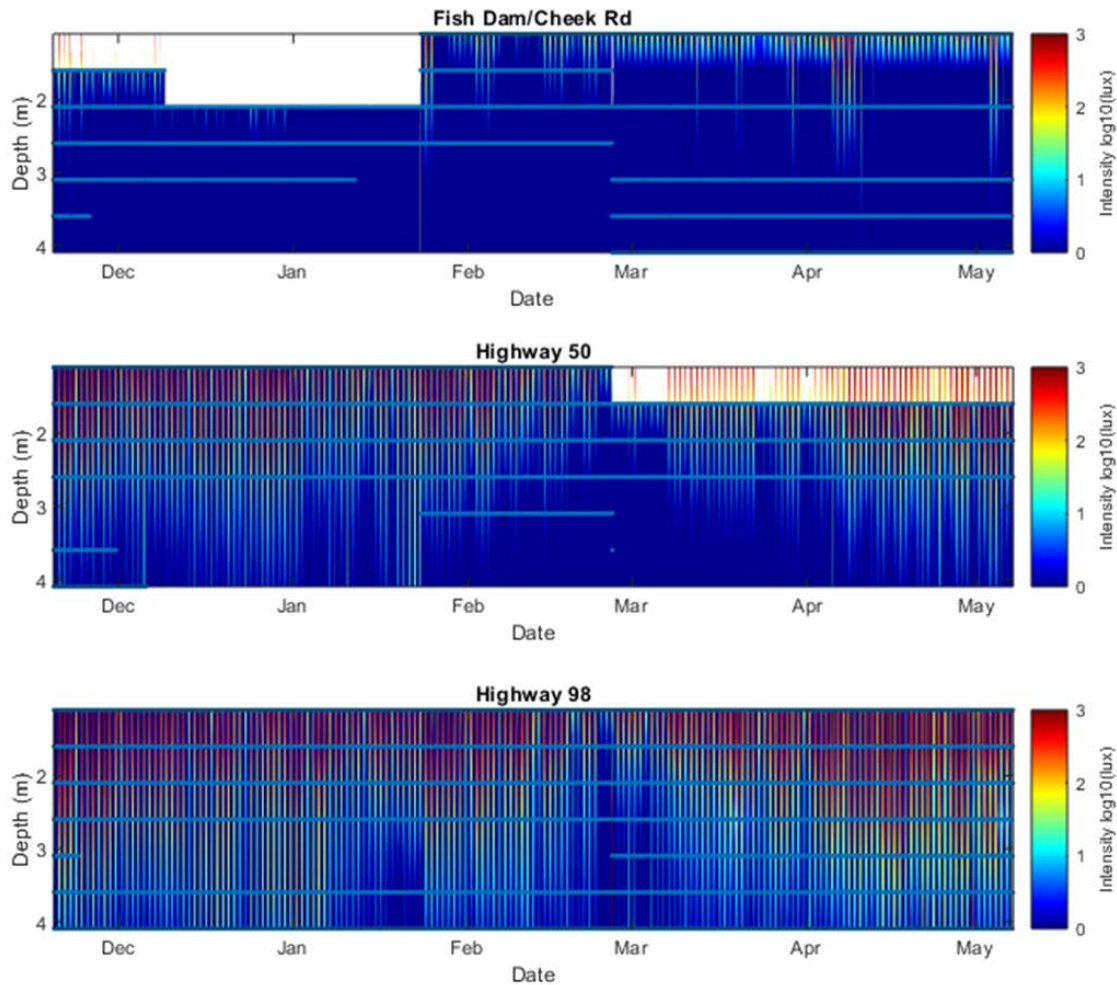 Fish Dam/Cheek Rd
Depth (m)
2
3
4
Dec Jan Feb Mar Apr May
Date
3
2
1
0
Intensity log10(lux)
Highway 50
Depth (m)
2
3
4
Dec Jan Feb Mar Apr May
Date
3
2
1
0
Intensity log10(lux)
Highway 98
Depth (m)
2
3
4
Dec Jan Feb Mar Apr May
Date
3
2
1
0
Intensity log10(lux)